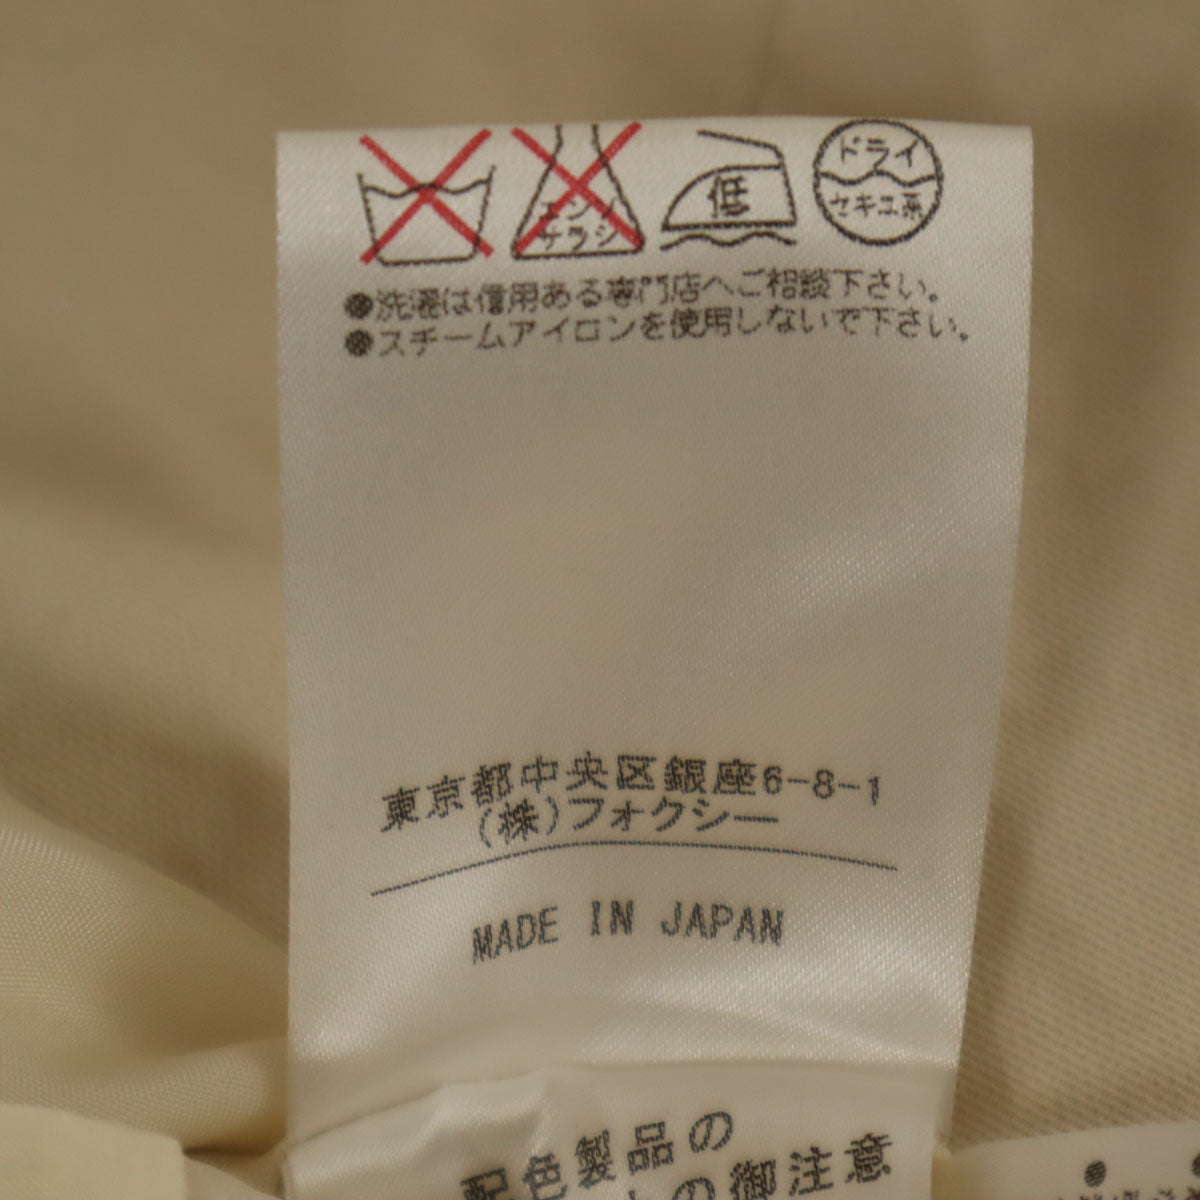 エンソ
サラシ
低
ドライ
セキユ系
●洗濯は信用ある専門店へご相談下さい。
●スチームアイロンを使用しないで下さい。
東京都中央区銀座6-8-1
(株)フォクシー
MADE IN JAPAN
配色製品の
の御注意